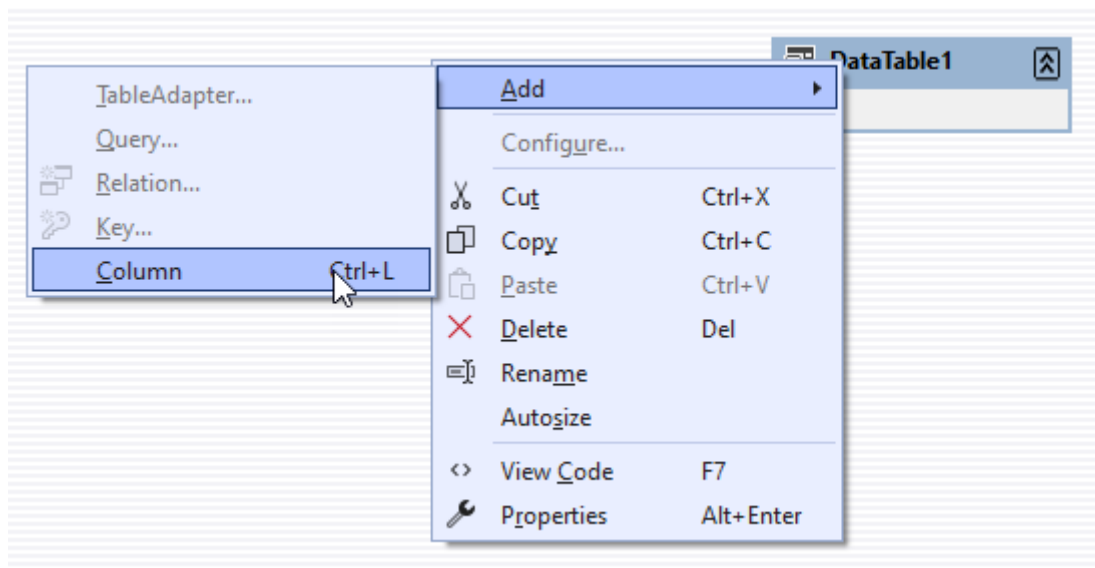 DataTable1
TableAdapter...
Query...
Relation...
Key...
Column Ctrl+L
Add
Configure...
Cut Ctrl+X
Copy Ctrl+C
Paste Ctrl+V
Delete Del
Rename
Autosize
View Code F7
Properties Alt+Enter